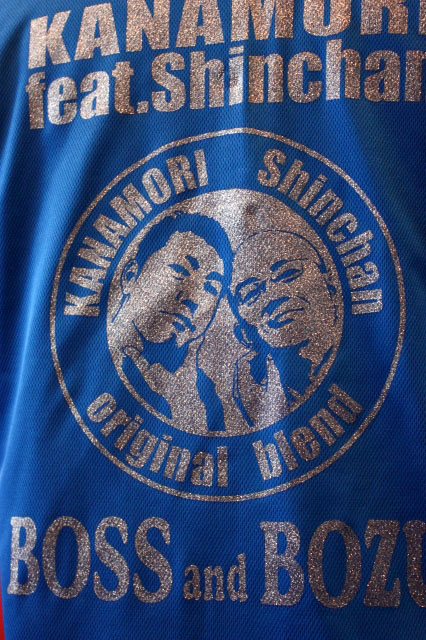 KANAMORI
feat.Shinchan
KANAMORI Shinchan
original blend
BOSS and BOZU